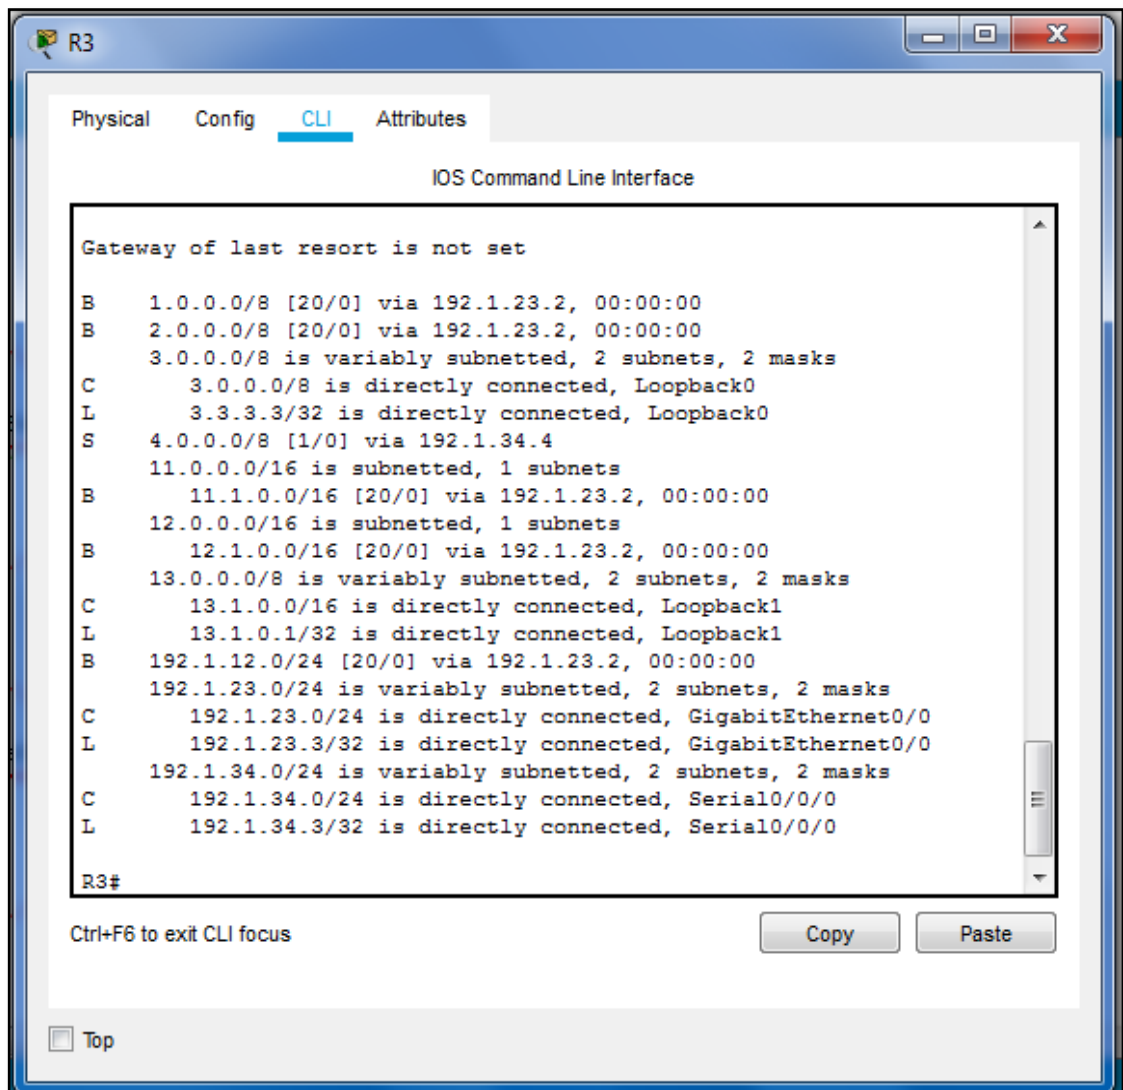 R3
Physical Config CLI Attributes
IOS Command Line Interface
Gateway of last resort is not set
B 1.0.0.0/8 [20/0] via 192.1.23.2, 00:00:00
B 2.0.0.0/8 [20/0] via 192.1.23.2, 00:00:00
3.0.0.0/8 is variably subnetted, 2 subnets, 2 masks
C 3.0.0.0/8 is directly connected, Loopback0
L 3.3.3.3/32 is directly connected, Loopback0
S 4.0.0.0/8 [1/0] via 192.1.34.4
11.0.0.0/16 is subnetted, 1 subnets
B 11.1.0.0/16 [20/0] via 192.1.23.2, 00:00:00
12.0.0.0/16 is subnetted, 1 subnets
B 12.1.0.0/16 [20/0] via 192.1.23.2, 00:00:00
13.0.0.0/8 is variably subnetted, 2 subnets, 2 masks
C 13.1.0.0/16 is directly connected, Loopback1
L 13.1.0.1/32 is directly connected, Loopback1
B 192.1.12.0/24 [20/0] via 192.1.23.2, 00:00:00
192.1.23.0/24 is variably subnetted, 2 subnets, 2 masks
C 192.1.23.0/24 is directly connected, GigabitEthernet0/0
L 192.1.23.3/32 is directly connected, GigabitEthernet0/0
192.1.34.0/24 is variably subnetted, 2 subnets, 2 masks
C 192.1.34.0/24 is directly connected, Serial0/0/0
L 192.1.34.3/32 is directly connected, Serial0/0/0
R3#
Ctrl+F6 to exit CLI focus Copy Paste
Top